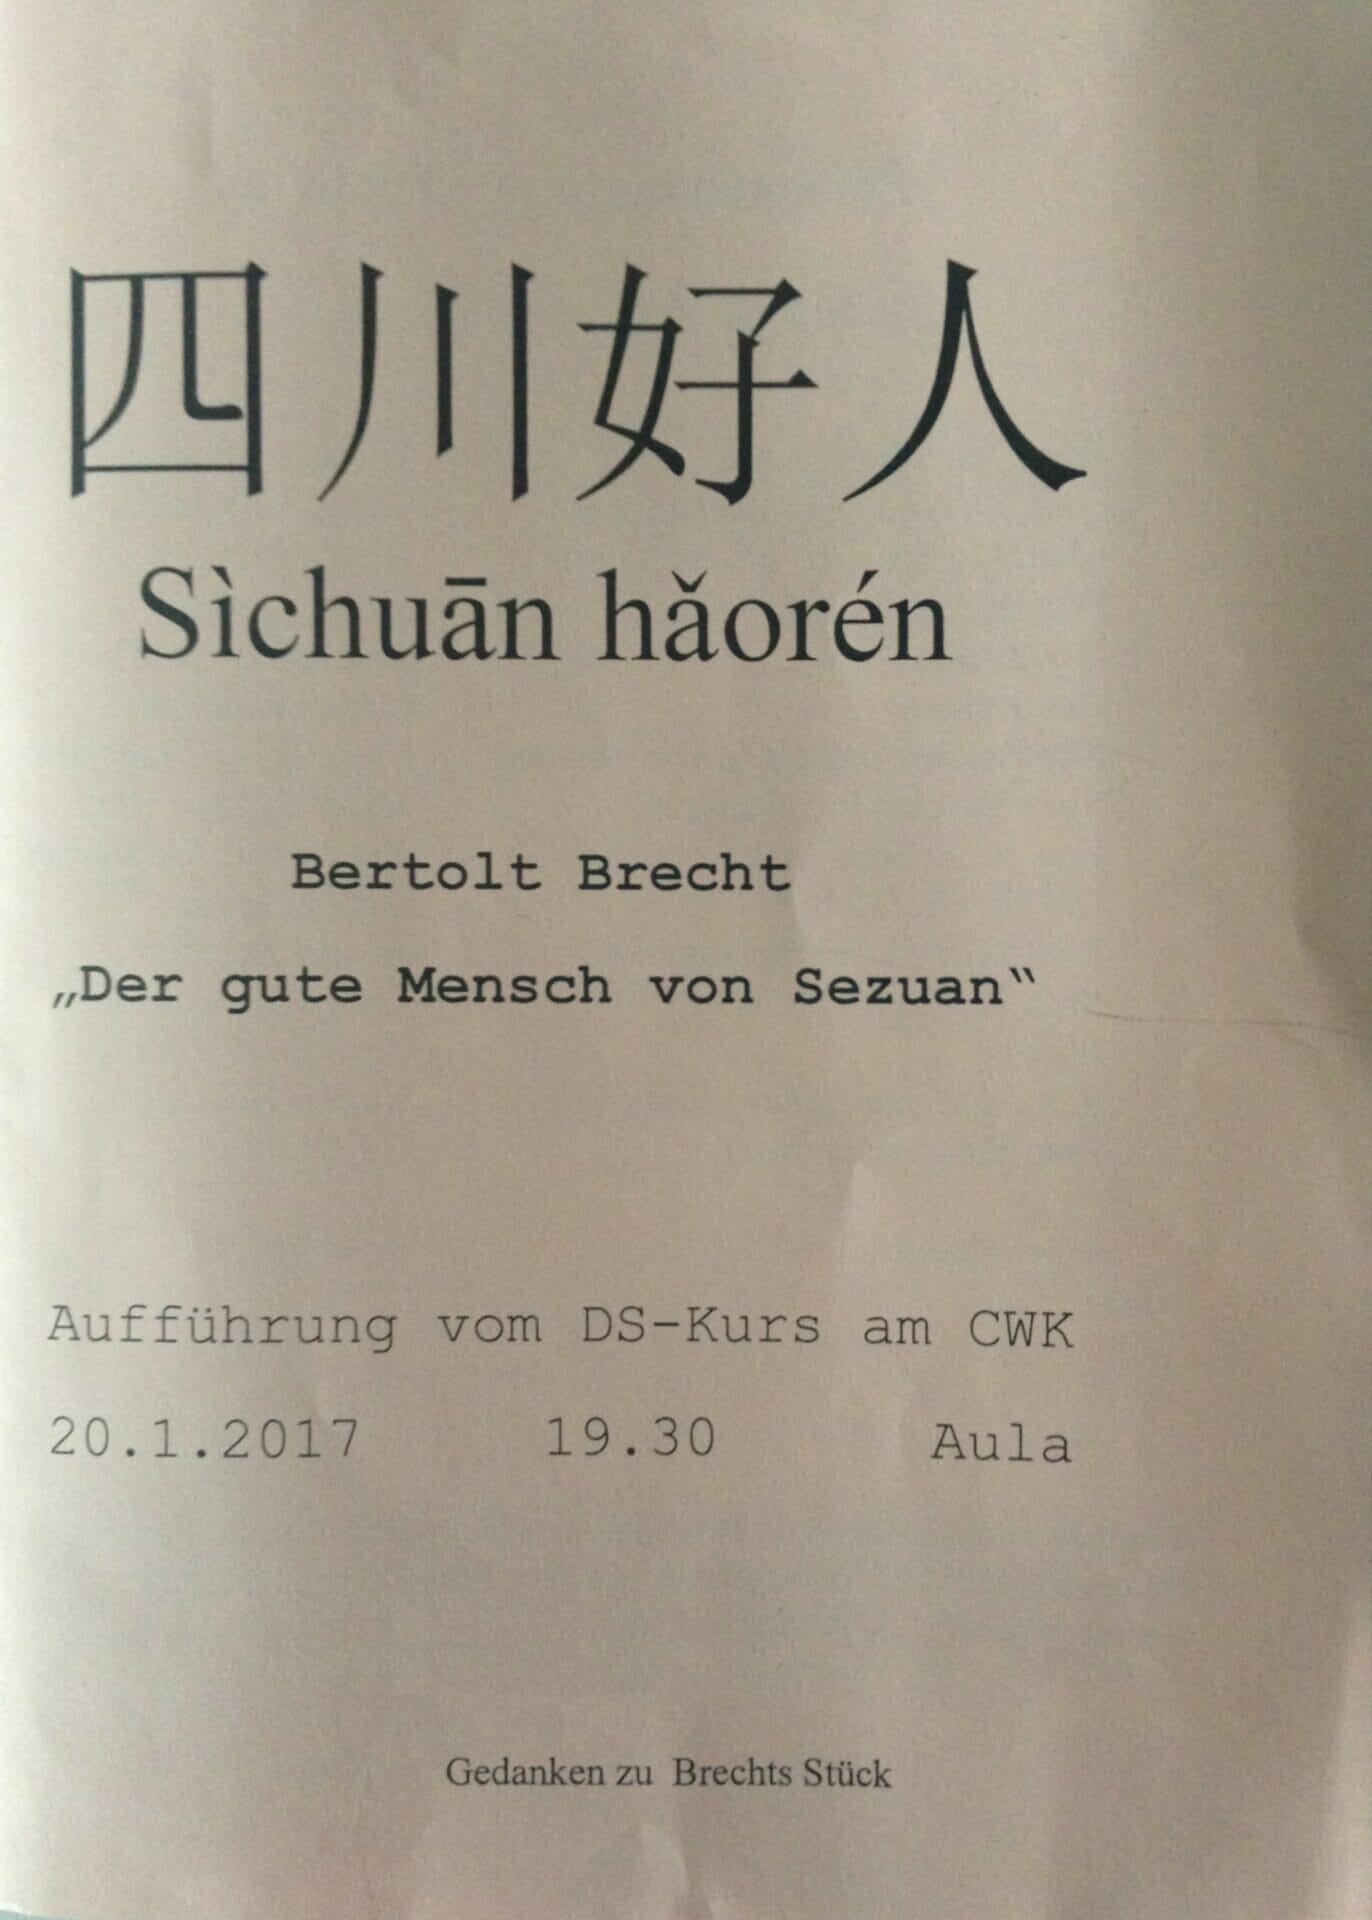 四川好人
Sìchuān hǎorén
Bertolt Brecht
„Der gute Mensch von Sezuan“
Aufführung vom DS-Kurs am CWK
20.1.2017 19.30 Aula
Gedanken zu Brechts Stück